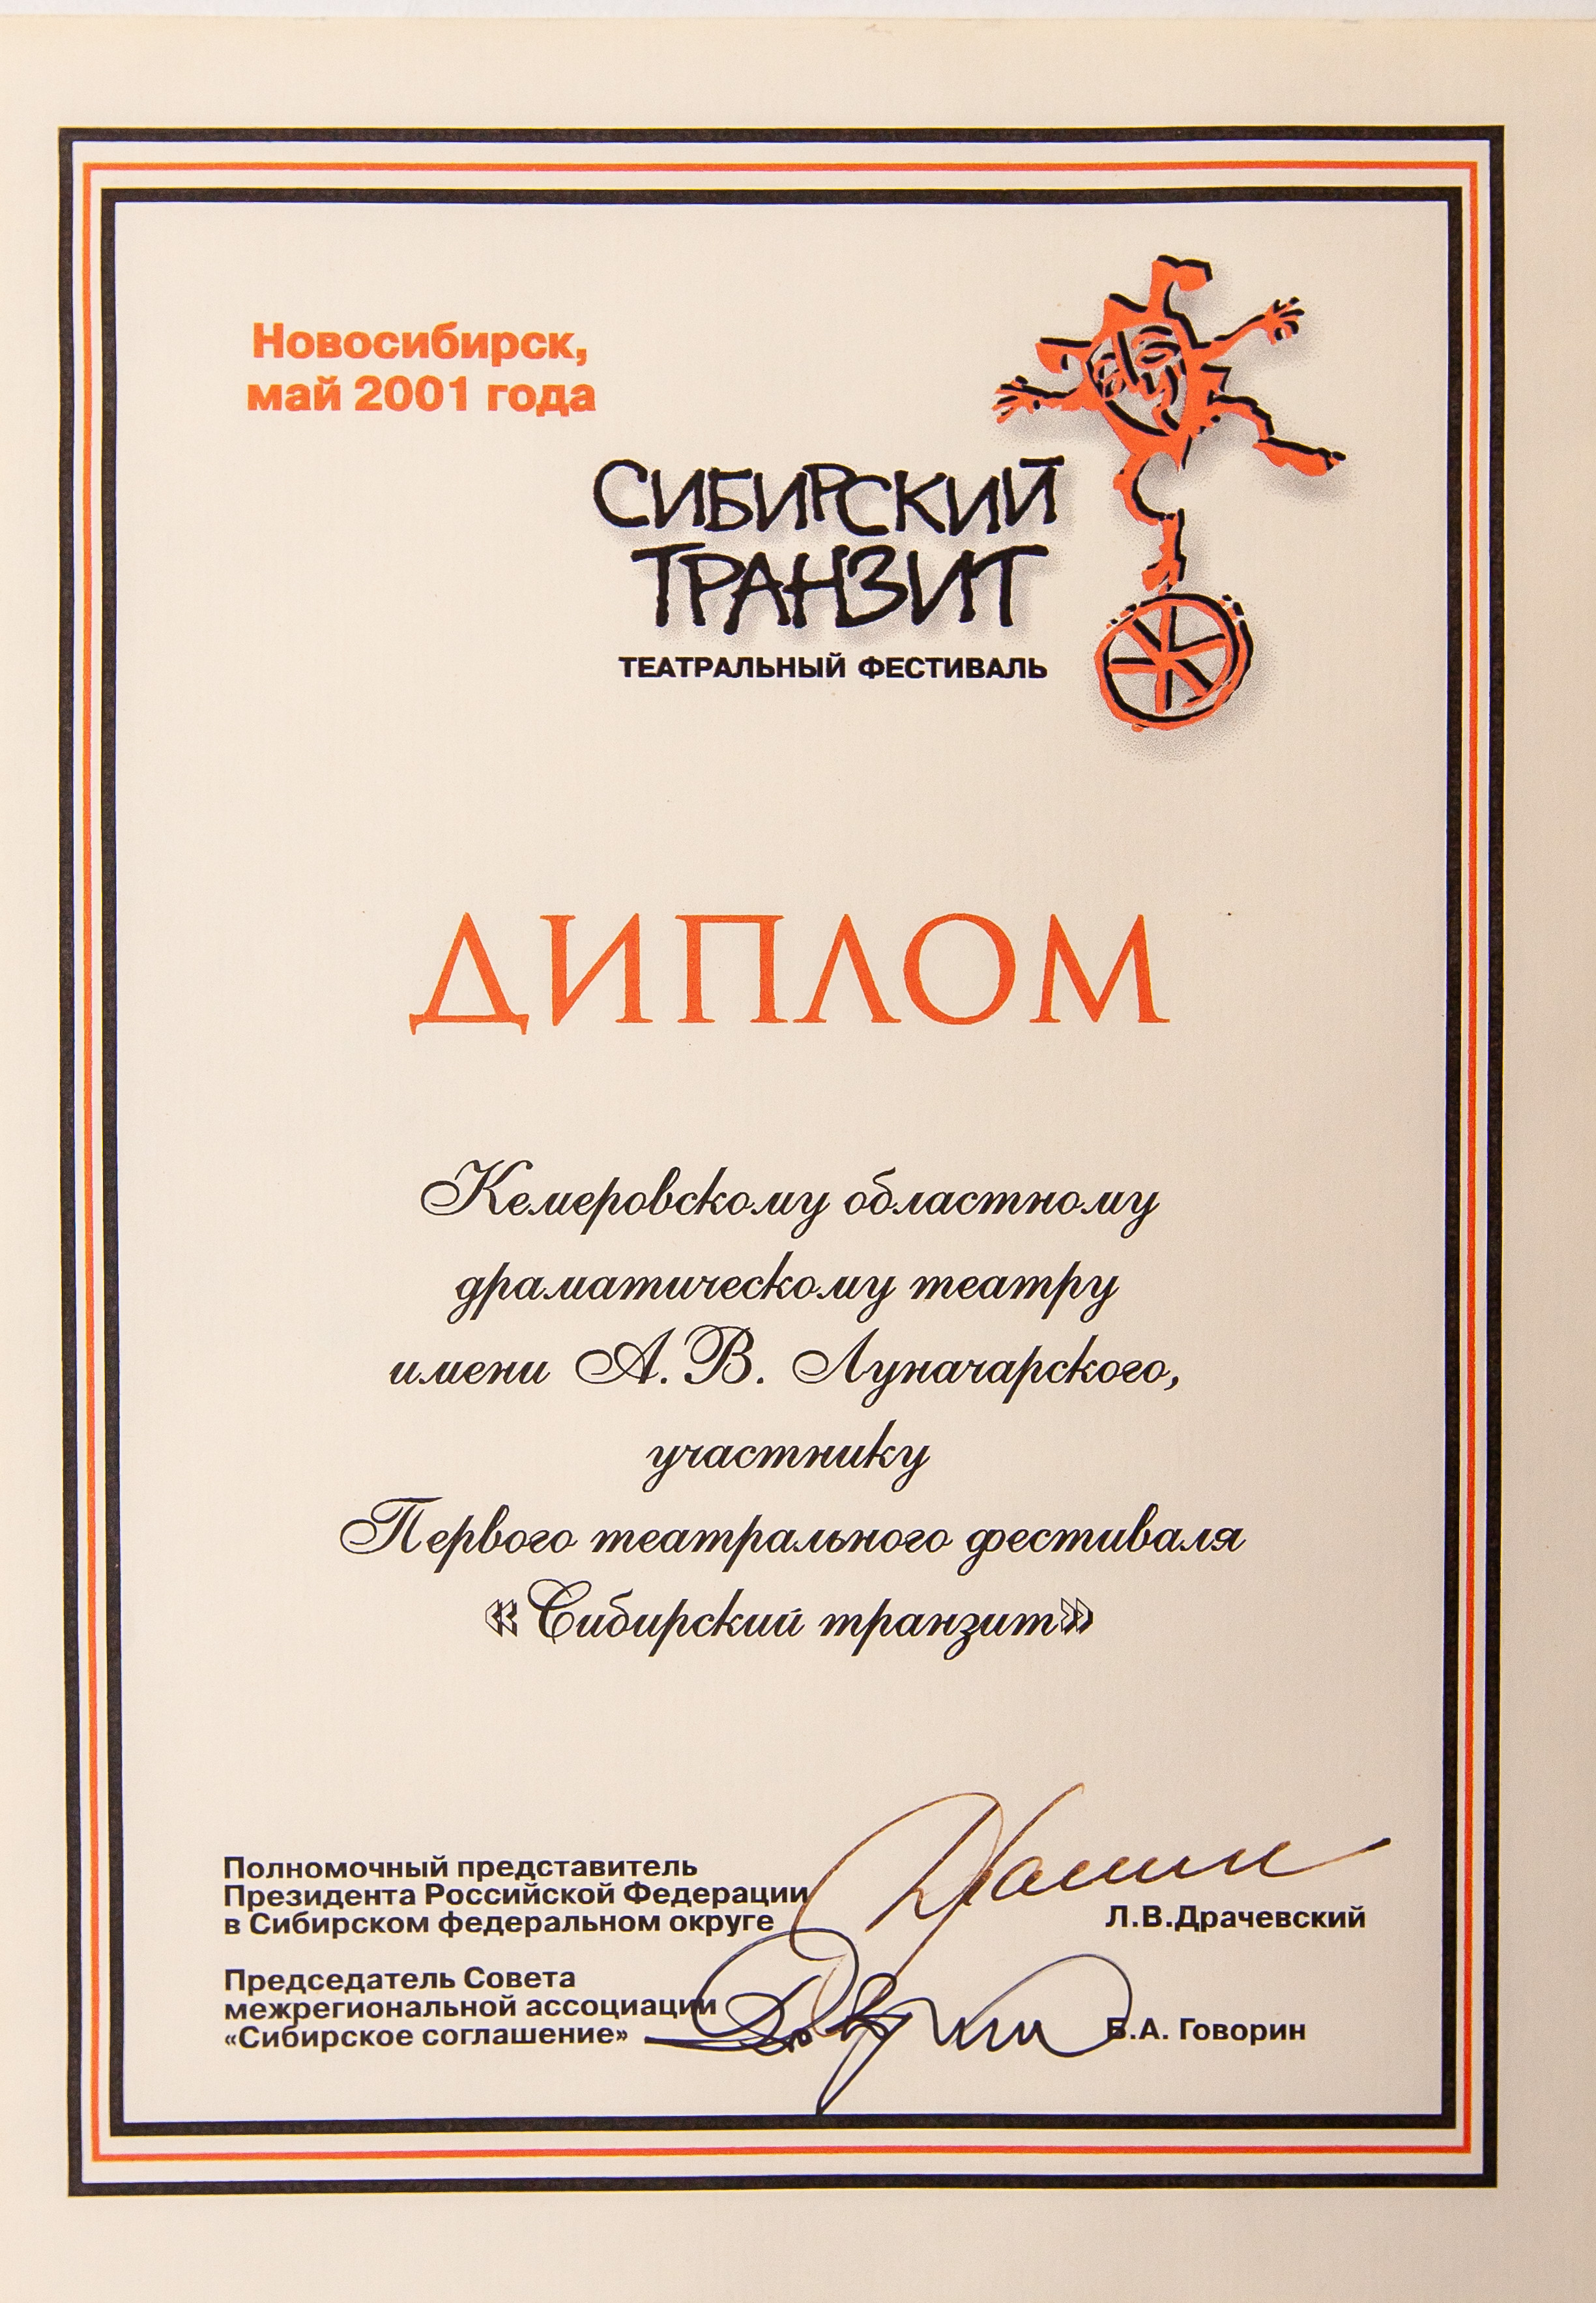 Новосибирск,
май 2001 года
СИБИРСКИЙ
ТРАНЗИТ
ТЕАТРАЛЬНЫЙ ФЕСТИВАЛЬ
ДИПЛОМ
Кемеровскому областному
драматическому театру
имени А. В. Луначарского,
участнику
Первого театрального фестиваля
«Сибирский транзит»
Полномочный представитель
Президента Российской Федерации
в Сибирском федеральном округе
Л.В.Драчевский
Председатель Совета
межрегиональной ассоциации
«Сибирское соглашение»
Б.А. Говорин